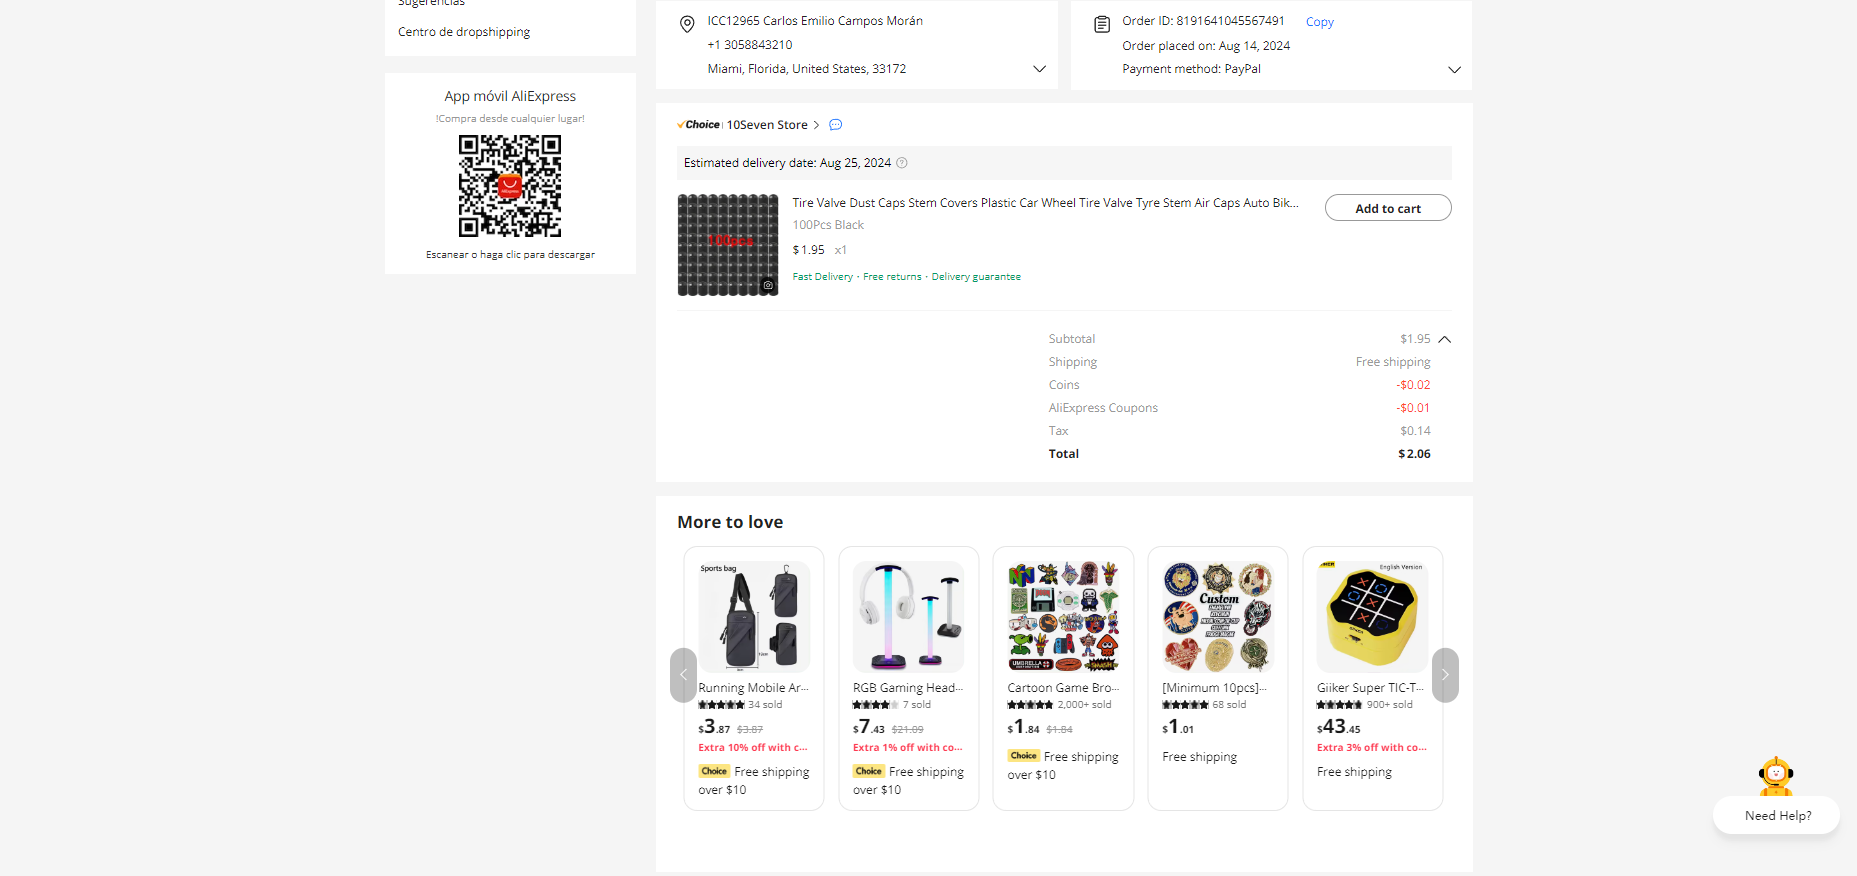 Sugerencias
Centro de dropshipping
App móvil AliExpress
!Compra desde cualquier lugar!
AliExpress
Escanear o haga clic para descargar
ICC12965 Carlos Emilio Campos Morán
+1 3058843210
Miami, Florida, United States, 33172
Order ID: 8191641045567491 Copy
Order placed on: Aug 14, 2024
Payment method: PayPal
Choice 10Seven Store
Estimated delivery date: Aug 25, 2024
100pcs
Tire Valve Dust Caps Stem Covers Plastic Car Wheel Tire Valve Tyre Stem Air Caps Auto Bik...
Add to cart
100Pcs Black
$1.95 x1
Fast Delivery · Free returns · Delivery guarantee
Subtotal $1.95
Shipping Free shipping
Coins -$0.02
AliExpress Coupons -$0.01
Tax $0.14
Total $2.06
More to love
Sports bag
Running Mobile Ar...
34 sold
$3.87 $3.87
Extra 10% off with c...
Choice Free shipping
over $10
RGB Gaming Head...
7 sold
$7.43 $21.09
Extra 1% off with co...
Choice Free shipping
over $10
UMBRELLA
Cartoon Game Bro...
2,000+ sold
$1.84 $1.84
Choice Free shipping
over $10
Custom
[Minimum 10pcs]...
68 sold
$1.01
Free shipping
English Version
Giiker Super TIC-T...
900+ sold
$43.45
Extra 3% off with co...
Free shipping
Need Help?